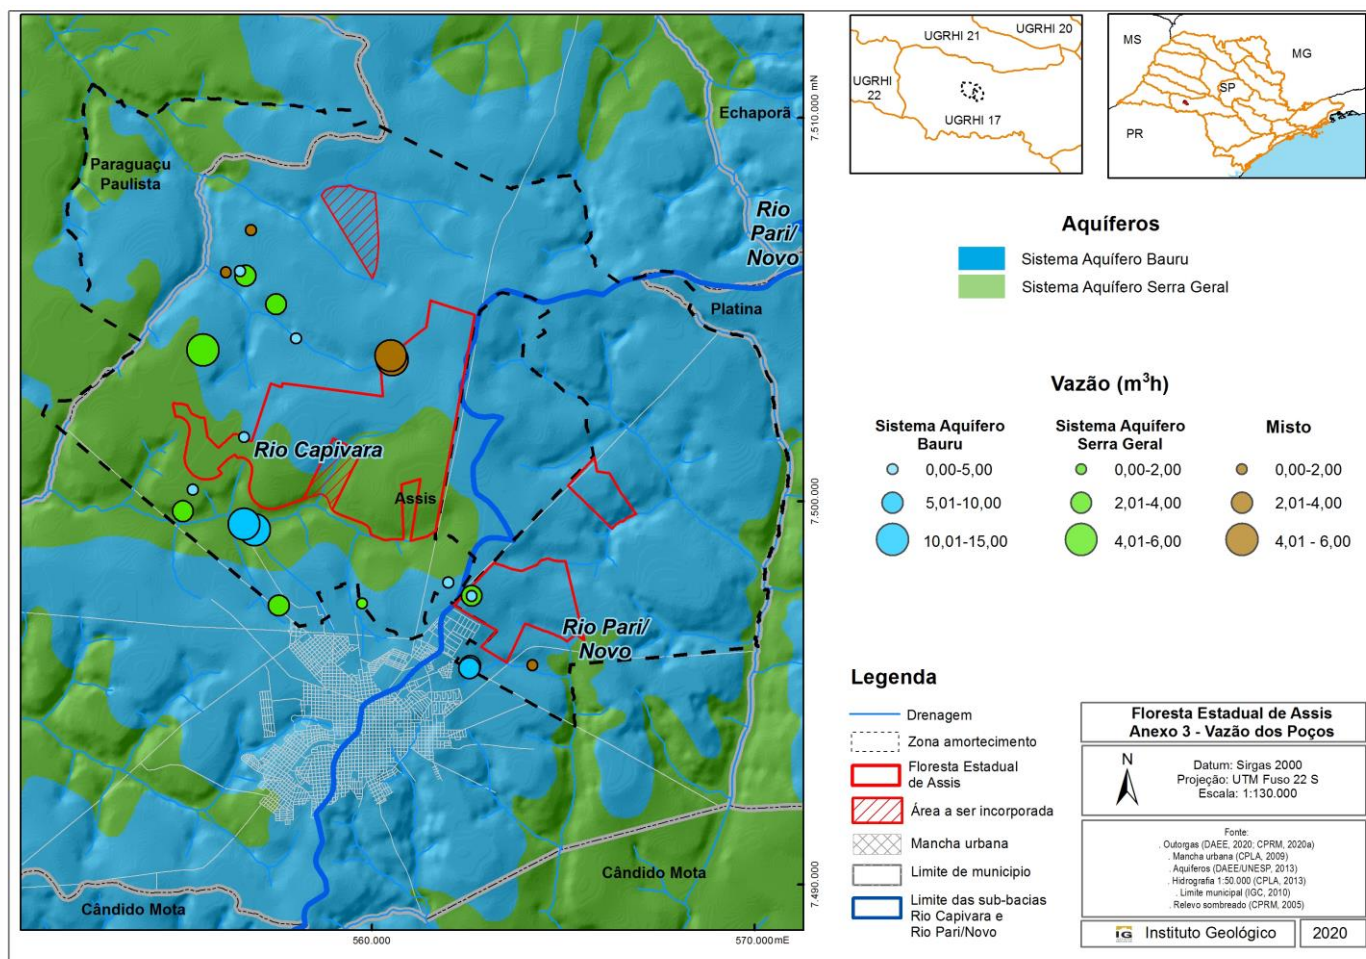 Echaporã
Paraguaçu
Paulista
Rio
Pari/
Novo
Platina
Rio Capivara
Assis
Rio Pari/
Novo
Cândido Mota
Cândido Mota
560.000
570.000mE
7.510.000 mN
7.500.000
7.490.000
UGRHI 21
UGRHI 20
UGRHI
22
UGRHI 17
MS
MG
SP
PR
Aquíferos
Sistema Aquífero Bauru
Sistema Aquífero Serra Geral
Vazão (m³h)
Sistema Aquífero
Bauru
0,00-5,00
5,01-10,00
10,01-15,00
Sistema Aquífero
Serra Geral
0,00-2,00
2,01-4,00
4,01-6,00
Misto
0,00-2,00
2,01-4,00
4,01 - 6,00
Legenda
Drenagem
Zona amortecimento
Floresta Estadual
de Assis
Área a ser incorporada
Mancha urbana
Limite de municipio
Limite das sub-bacias
Rio Capivara e
Rio Pari/Novo
Floresta Estadual de Assis
Anexo 3 - Vazão dos Poços
N
Datum: Sirgas 2000
Projeção: UTM Fuso 22 S
Escala: 1:130.000
Fonte:
. Outorgas (DAEE, 2020; CPRM, 2020a)
. Mancha urbana (CPLA, 2009)
. Aquíferos (DAEE/UNESP, 2013)
. Hidrografia 1:50.000 (CPLA, 2013)
. Limite municipal (IGC, 2010)
. Relevo sombreado (CPRM, 2005)
IG
Instituto Geológico
2020